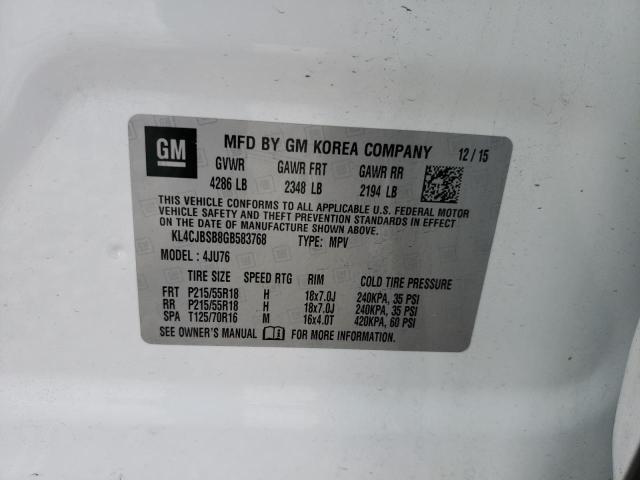 GM
MFD BY GM KOREA COMPANY 12 / 15
GVWR GAWR FRT GAWR RR
4286 LB 2348 LB 2194 LB
THIS VEHICLE CONFORMS TO ALL APPLICABLE U.S. FEDERAL MOTOR
VEHICLE SAFETY AND THEFT PREVENTION STANDARDS IN EFFECT
ON THE DATE OF MANUFACTURE SHOWN ABOVE.
KL4CJBSB8GB583768 TYPE: MPV
MODEL : 4JU76
TIRE SIZE SPEED RTG RIM COLD TIRE PRESSURE
FRT P215/55R18 H 18x7.0J 240KPA, 35 PSI
RR P215/55R18 H 18x7.0J 240KPA, 35 PSI
SPA T125/70R16 M 16x4.0T 420KPA, 60 PSI
SEE OWNER'S MANUAL FOR MORE INFORMATION.